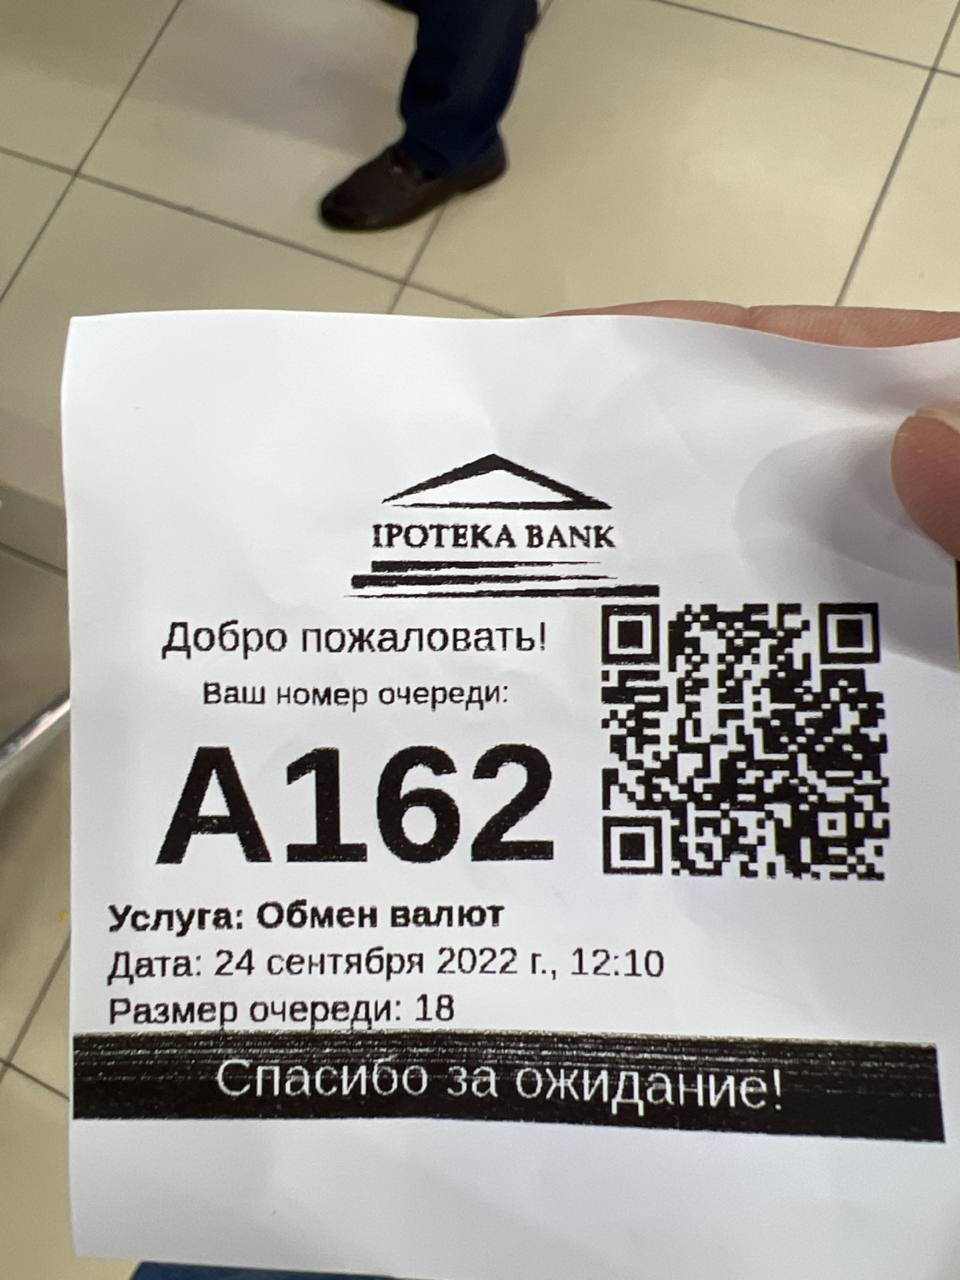 IPOTEKA BANK
Добро пожаловать!
Ваш номер очереди:
A162
Услуга: Обмен валют
Дата: 24 сентября 2022 г., 12:10
Размер очереди: 18
Спасибо за ожидание!